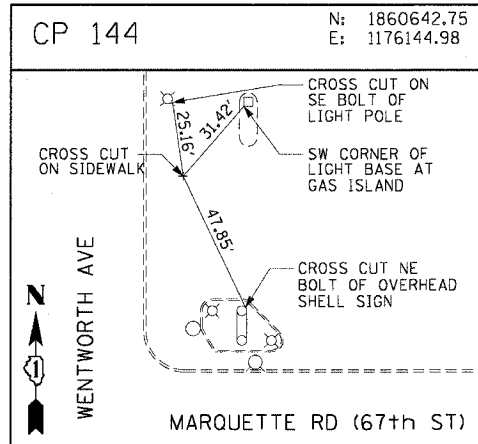 CP 144
N: 1860642.75
E: 1176144.98
CROSS CUT ON
SE BOLT OF
LIGHT POLE
25.16'
31.42'
CROSS CUT
ON SIDEWALK
SW CORNER OF
LIGHT BASE AT
GAS ISLAND
47.85'
CROSS CUT NE
BOLT OF OVERHEAD
SHELL SIGN
WENTWORTH AVE
N
1
MARQUETTE RD (67th ST)